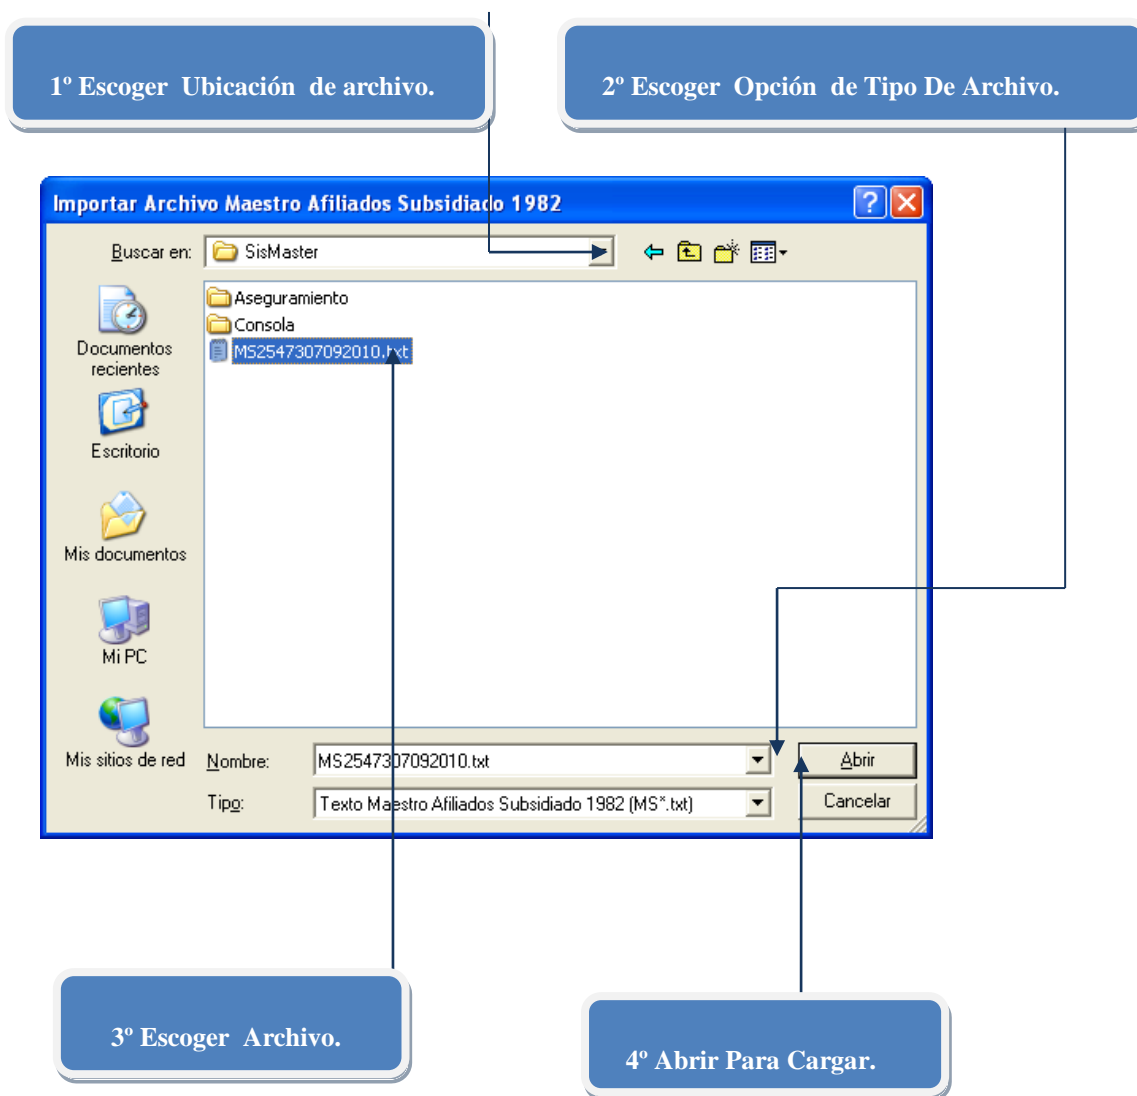 1º Escoger Ubicación de archivo.
2º Escoger Opción de Tipo De Archivo.
Importar Archivo Maestro Afiliados Subsidiado 1982
Buscar en:
SisMaster
Aseguramiento
Consola
MS2547307092010.txt
Documentos
recientes
Escritorio
Mis documentos
Mi PC
Mis sitios de red
Nombre:
MS2547307092010.txt
Abrir
Tipo:
Texto Maestro Afiliados Subsidiado 1982 (MS*.txt)
Cancelar
3º Escoger Archivo.
4º Abrir Para Cargar.